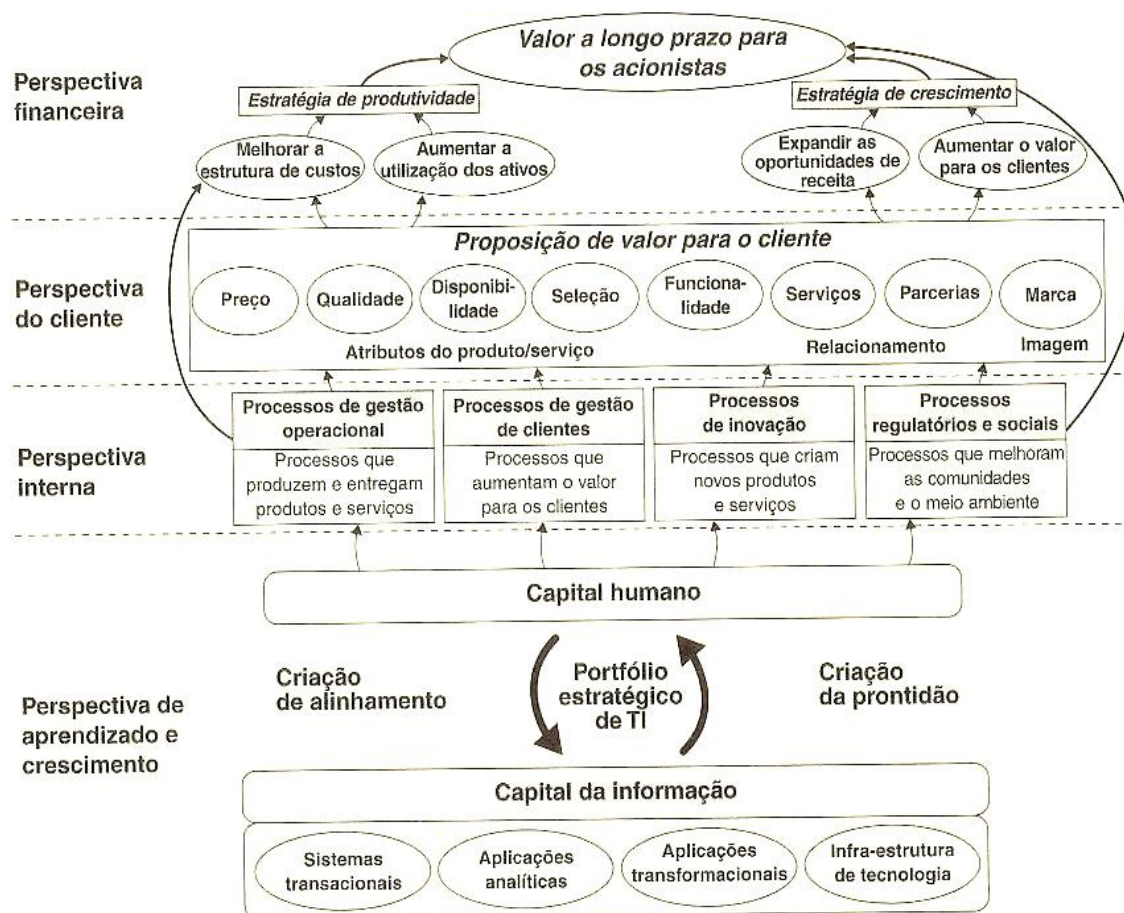 Perspectiva
financeira
Valor a longo prazo para
os acionistas
Estratégia de produtividade
Estratégia de crescimento
Melhorar a
estrutura de custos
Aumentar a
utilização dos ativos
Expandir as
oportunidades de
receita
Aumentar o valor
para os clientes
Perspectiva
do cliente
Proposição de valor para o cliente
Preço
Qualidade
Disponibi-
lidade
Seleção
Funciona-
lidade
Serviços
Parcerias
Marca
Atributos do produto/serviço
Relacionamento
Imagem
Perspectiva
interna
Processos de gestão
operacional
Processos que
produzem e entregam
produtos e serviços
Processos de gestão
de clientes
Processos que
aumentam o valor
para os clientes
Processos
de inovação
Processos que criam
novos produtos
e serviços
Processos
regulatórios e sociais
Processos que melhoram
as comunidades
e o meio ambiente
Perspectiva de
aprendizado e
crescimento
Capital humano
Criação
de alinhamento
Portfólio
estratégico
de TI
Criação
da prontidão
Capital da informação
Sistemas
transacionais
Aplicações
analíticas
Aplicações
transformacionais
Infra-estrutura
de tecnologia